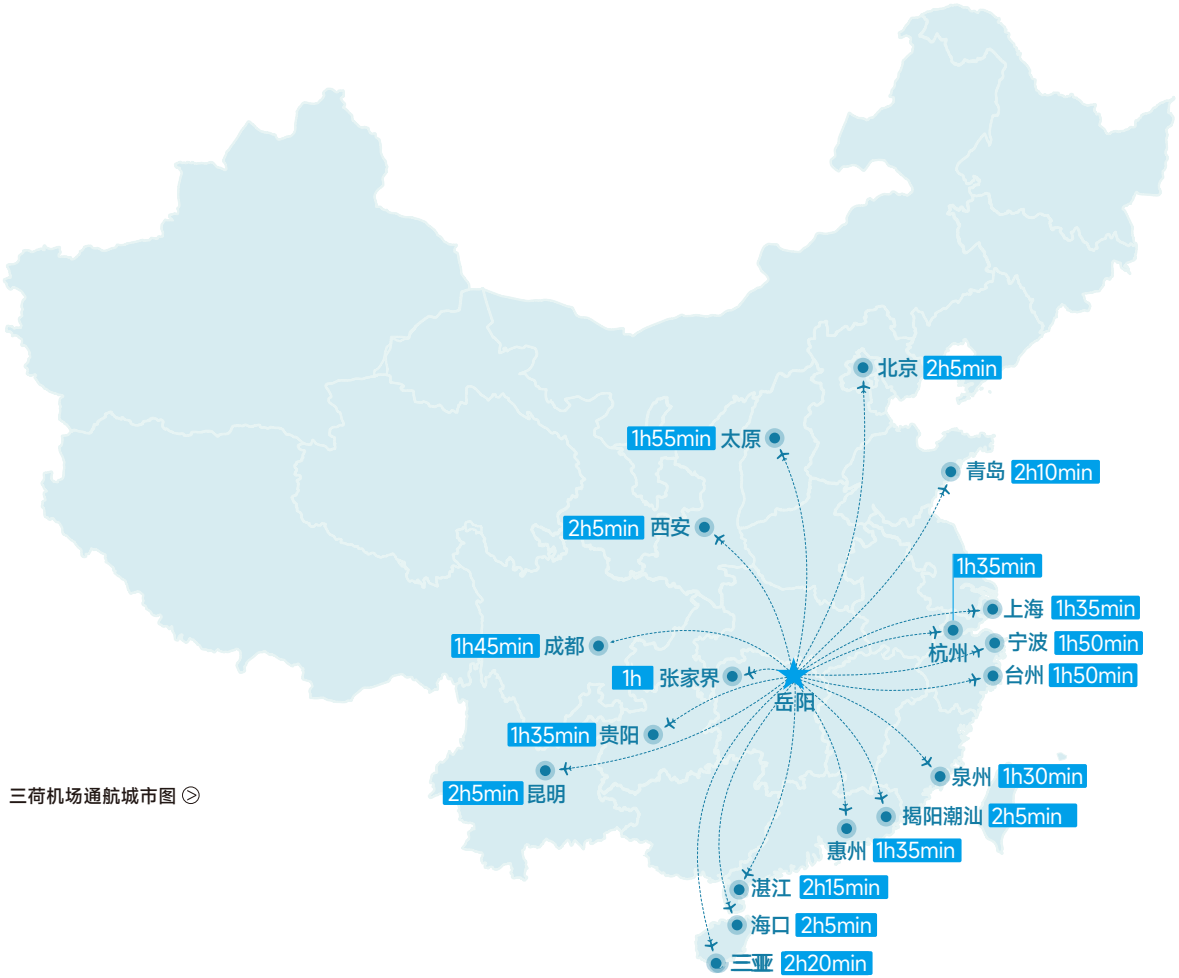 北京 2h5min
1h55min 太原
青岛 2h10min
2h5min 西安
1h35min
上海 1h35min
杭州
宁波 1h50min
1h45min 成都
1h 张家界
台州 1h50min
岳阳
1h35min 贵阳
2h5min 昆明
泉州 1h30min
三荷机场通航城市图
揭阳潮汕 2h5min
惠州 1h35min
湛江 2h15min
海口 2h5min
三亚 2h20min